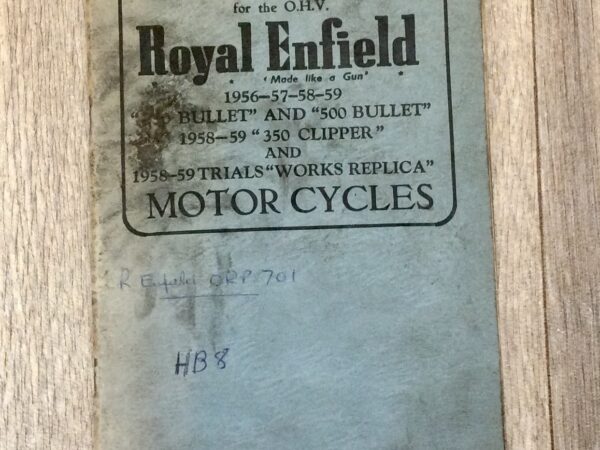 for the O.H.V.
Royal Enfield
* * 'Made like a Gun' *
1956-57-58-59
BULLET" AND "500 BULLET"
1958-59 "350 CLIPPER"
AND
1958-59 TRIALS "WORKS REPLICA"
MOTOR CYCLES
R Enfield ORP 701
HB8